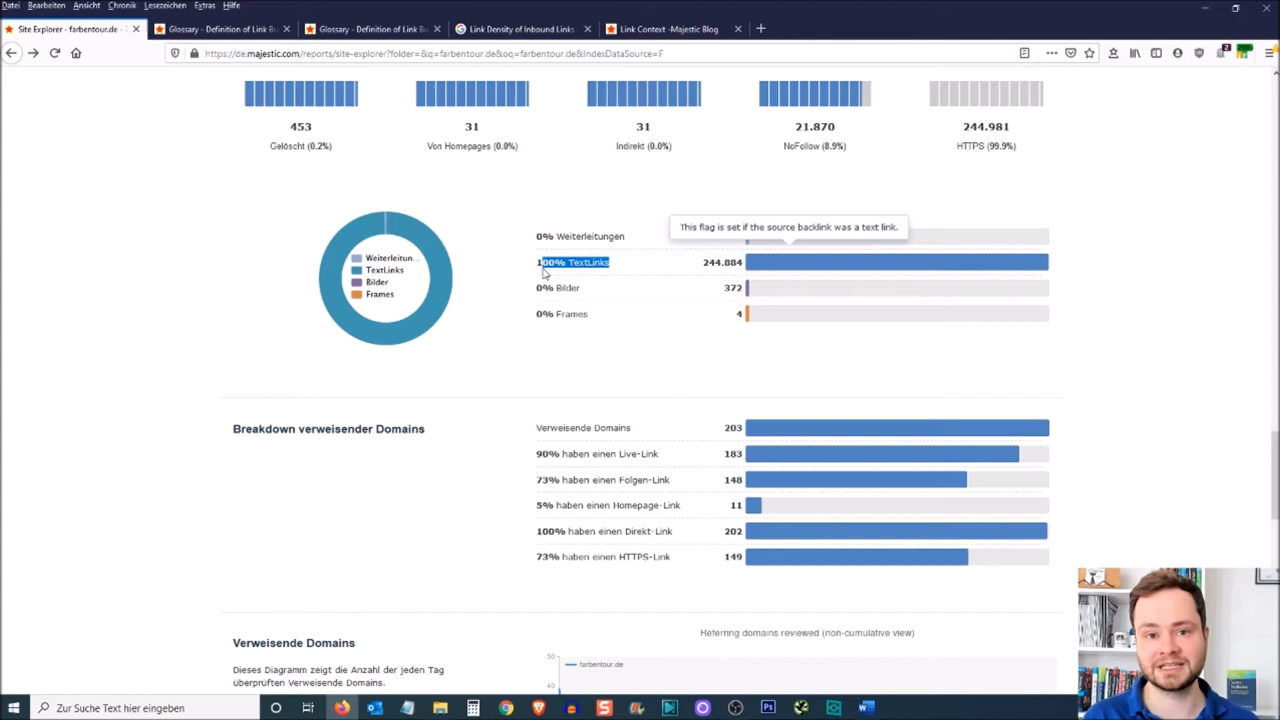 Datei Bearbeiten Ansicht Chronik Lesezeichen Extras Hilfe
Site Explorer - farbentour.de - Glossary - Definition of Link Bu Glossary - Definition of Link Bu Link Density of Inbound Links Link Context -Majestic Blog
https://de.majestic.com/reports/site-explorer?folder=&q=farbentour.de&oq=farbentour.de&IndexDataSource=F
453 31 31 21.870 244.981
Gelöscht (0.2%) Von Homepages (0.0%) Indirekt (0.0%) NoFollow (8.9%) HTTPS (99.9%)
This flag is set if the source backlink was a text link.
0% Weiterleitungen
100% TextLinks 244.884
0% Bilder 372
0% Frames 4
Weiterleitun...
TextLinks
Bilder
Frames
Breakdown verweisender Domains
Verweisende Domains 203
90% haben einen Live-Link 183
73% haben einen Folgen-Link 148
5% haben einen Homepage-Link 11
100% haben einen Direkt-Link 202
73% haben einen HTTPS-Link 149
Verweisende Domains
Dieses Diagramm zeigt die Anzahl der jeden Tag
überprüften Verweisende Domains.
Referring domains reviewed (non-cumulative view)
50
farbentour.de
40
Zur Suche Text hier eingeben